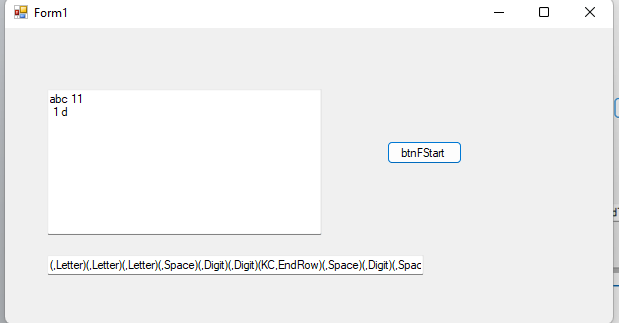 Form1
abc 11
1 d
btnFStart
(,Letter)(,Letter)(,Letter)(,Space)(,Digit)(,Digit)(KC,EndRow)(,Space)(,Digit)(,Spac